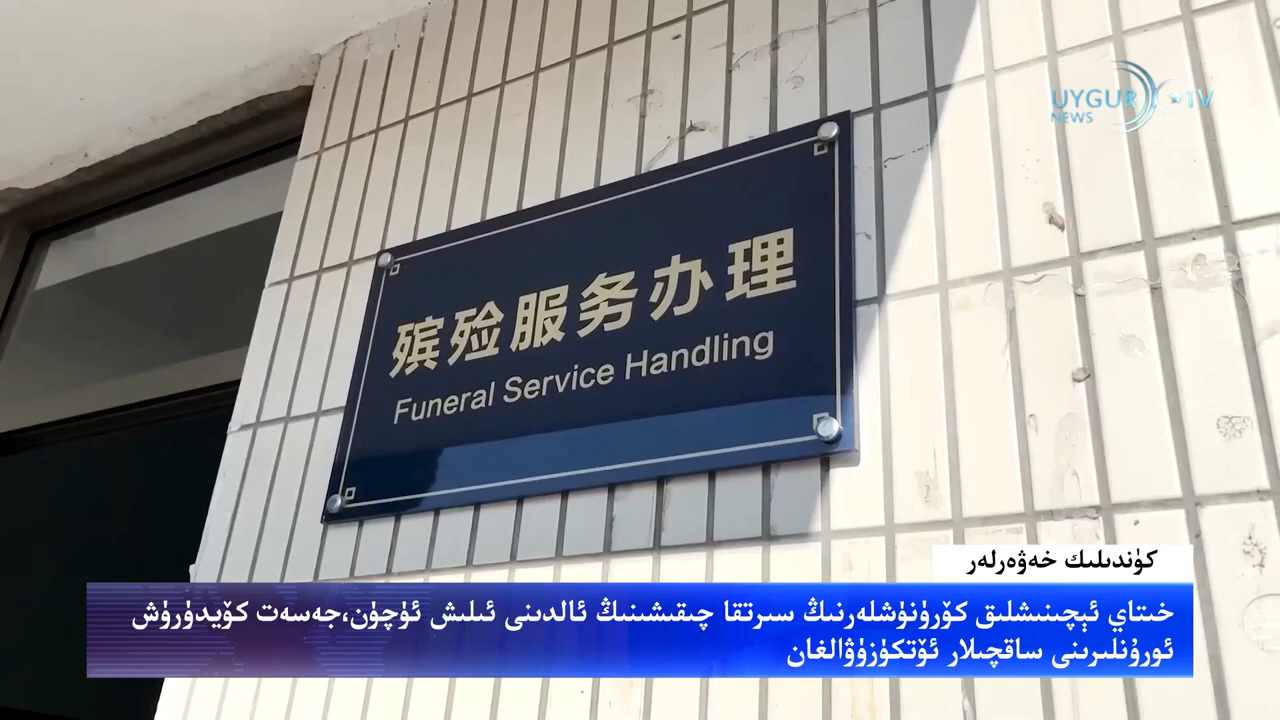 UYGUR TV
NEWS
殡殓服务办理
Funeral Service Handling
كۈندىلىك خەۋەرلەر
خىتاي ئېچىنىشلىق كۆرۈنۈشلەرنىڭ سىرتقا چىقىشىنىڭ ئالدىنى ئىلىش ئۈچۈن،جەسەت كۆيدۈرۈش
ئورۇنلىرىنى ساقچىلار ئۆتكۈزۈۋالغان